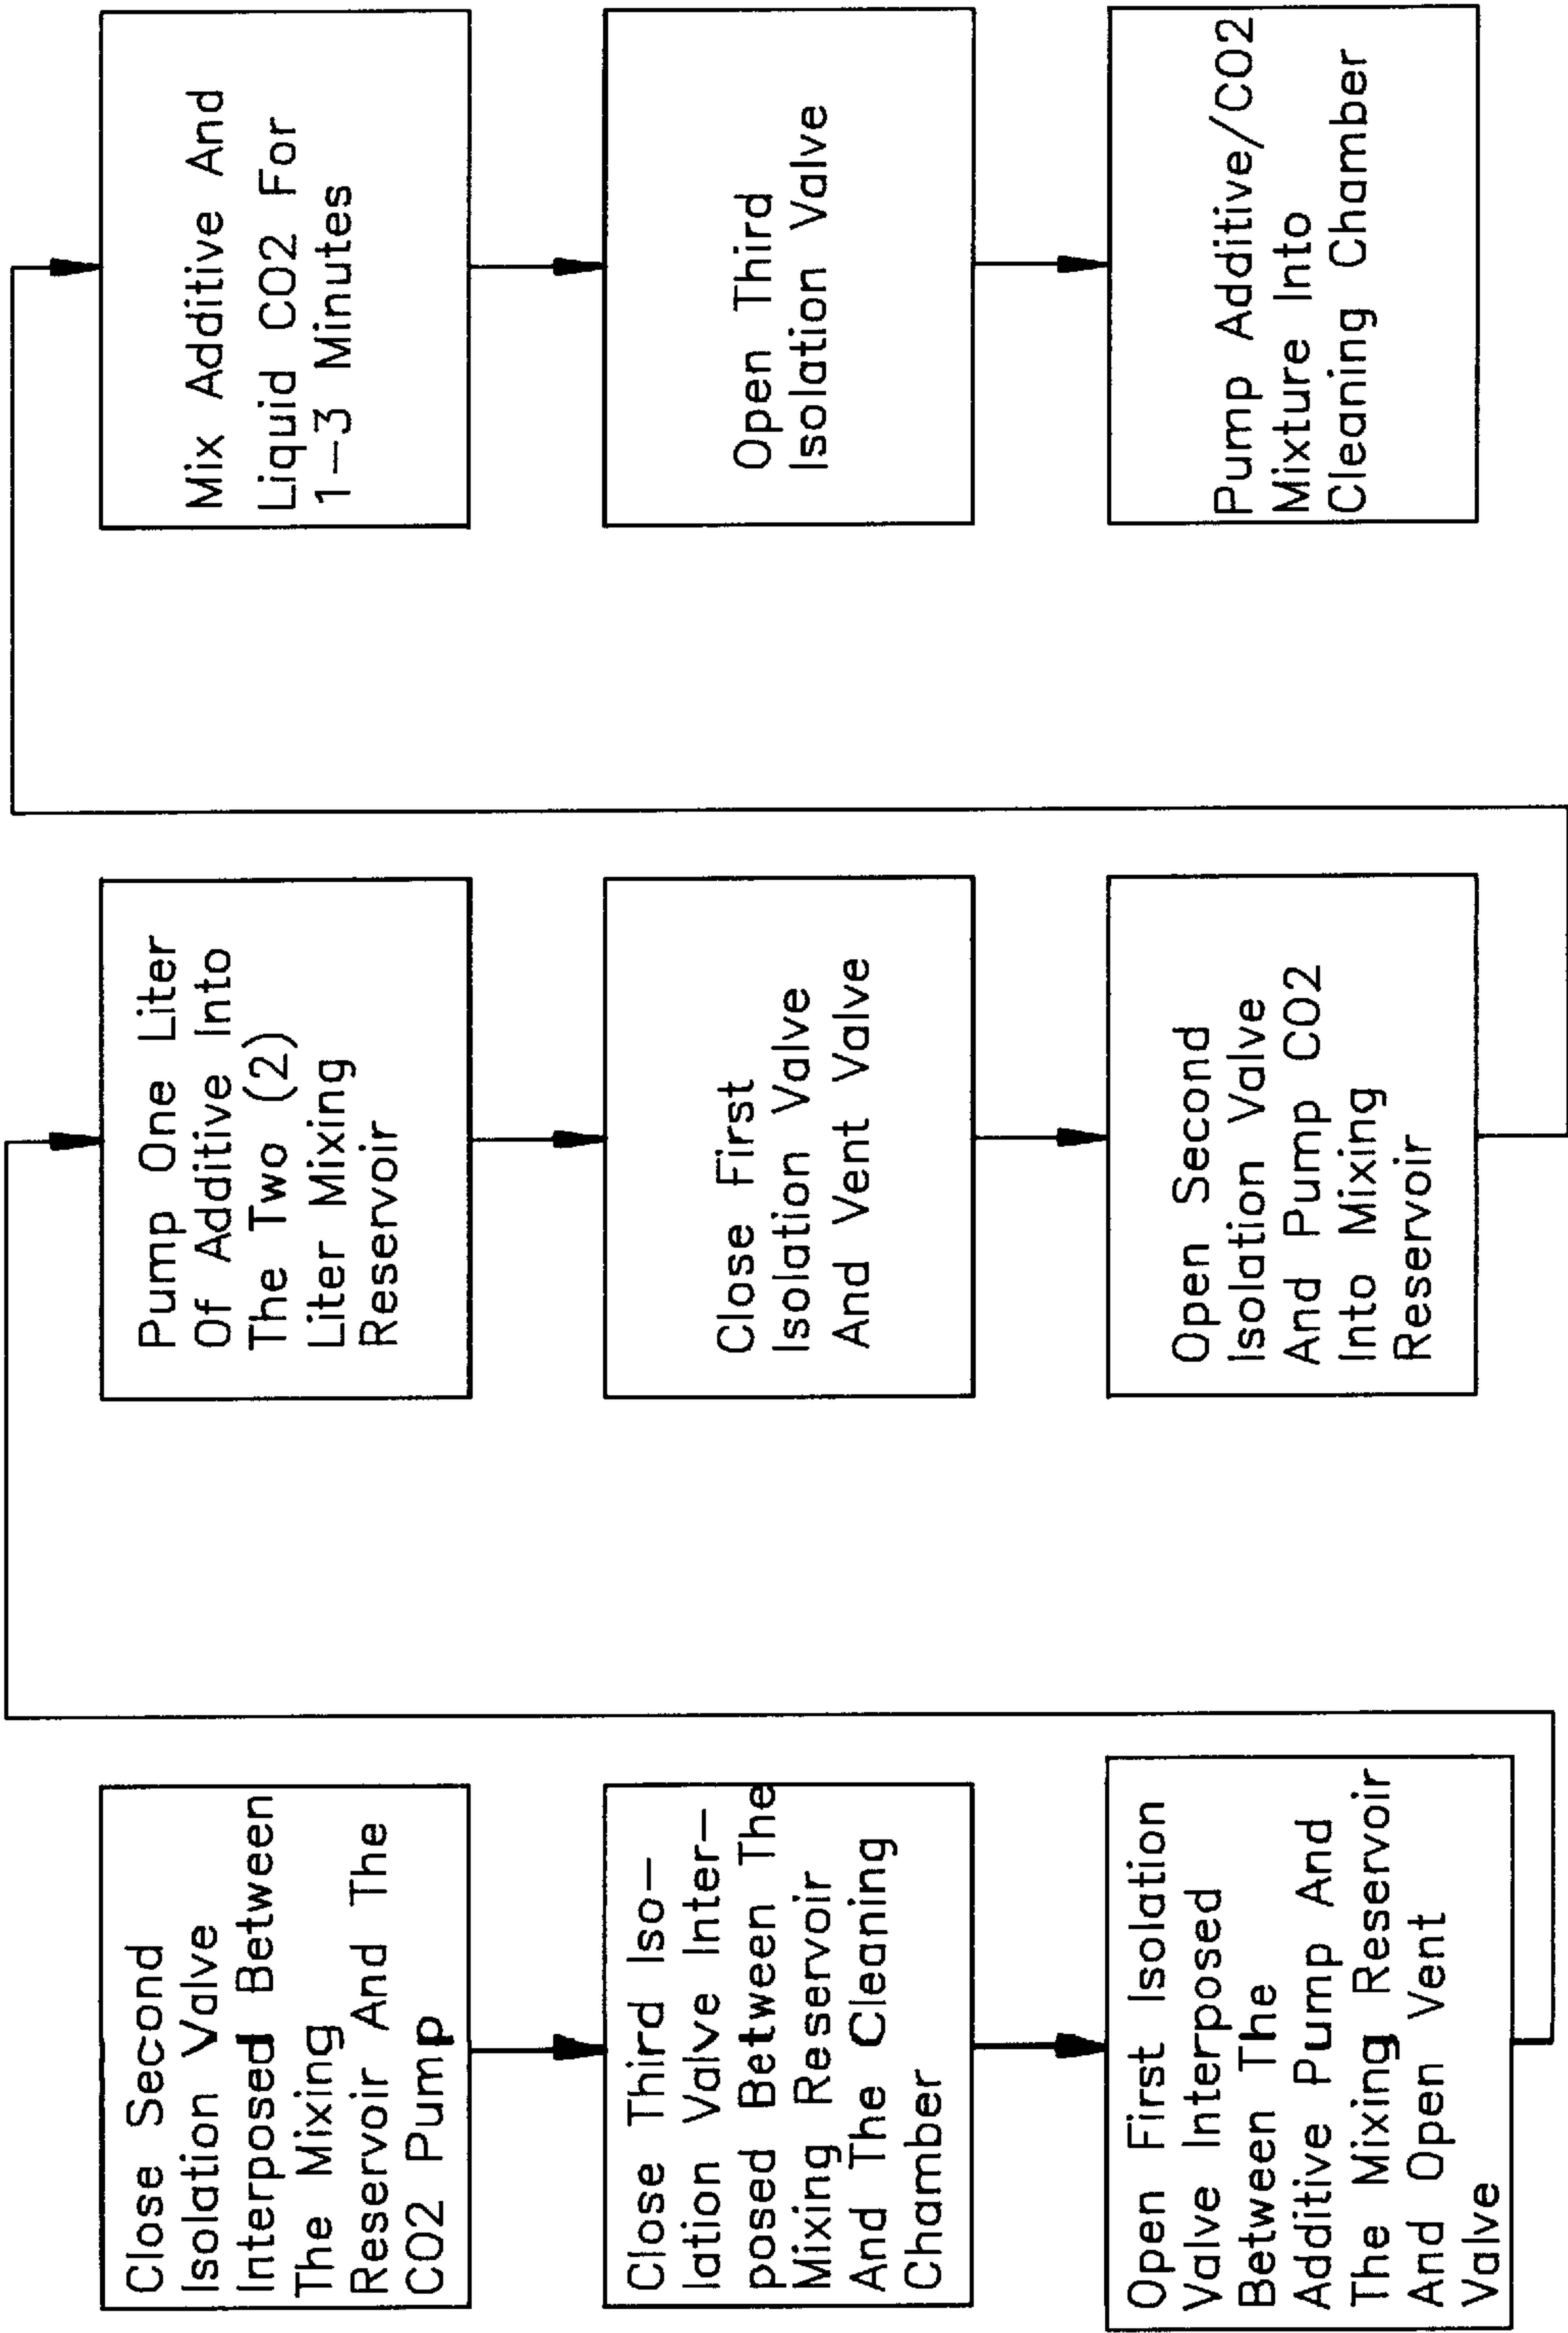 Close Second
Isolation Valve
Interposed Between
The Mixing
Reservoir And The
CO2 Pump
Close Third Iso-
lation Valve Inter-
posed Between The
Mixing Reservoir
And The Cleaning
Chamber
Open First Isolation
Valve Interposed
Between The
Additive Pump And
The Mixing Reservoir
And Open Vent
Valve
Pump One Liter
Of Additive Into
The Two (2)
Liter Mixing
Reservoir
Close First
Isolation Valve
And Vent Valve
Open Second
Isolation Valve
And Pump CO2
Into Mixing
Reservoir
Mix Additive And
Liquid CO2 For
1-3 Minutes
Open Third
Isolation Valve
Pump Additive/CO2
Mixture Into
Cleaning Chamber